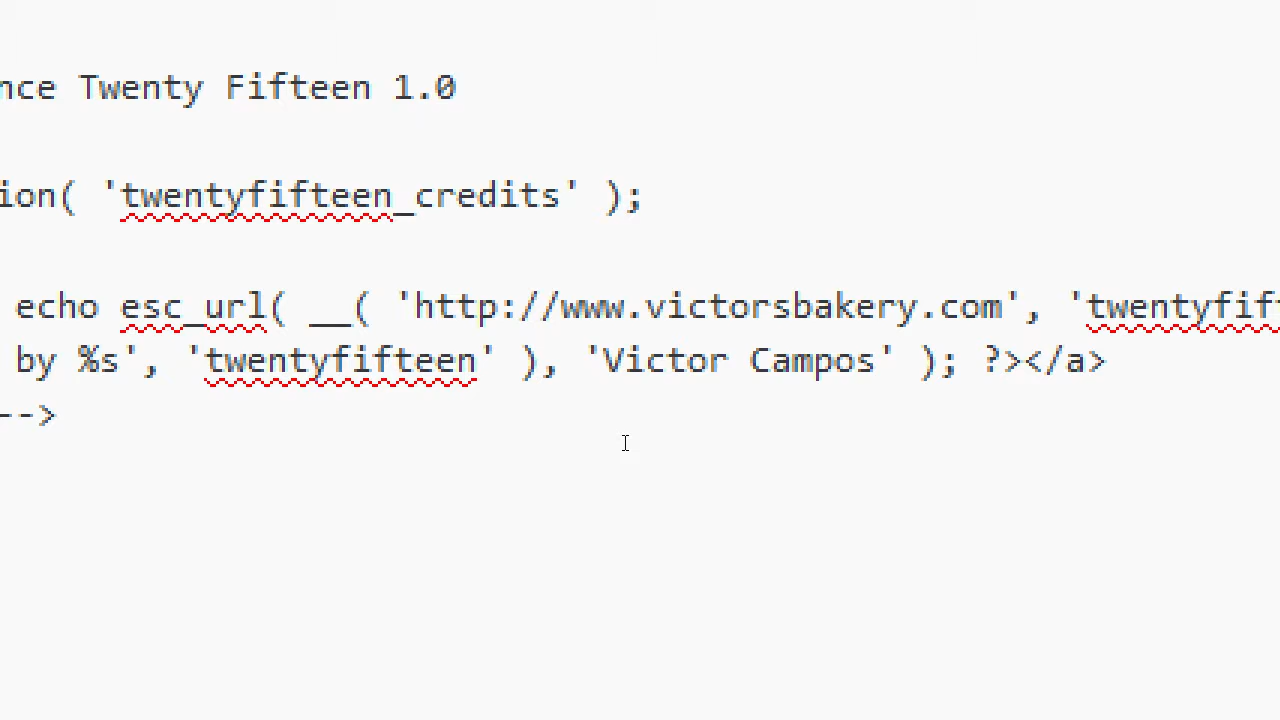 nce Twenty Fifteen 1.0
ion( 'twentyfifteen_credits' );
echo esc_url( __( 'http://www.victorsbakery.com', 'twentyfift
by %s', 'twentyfifteen' ), 'Victor Campos' ); ?></a>
-->